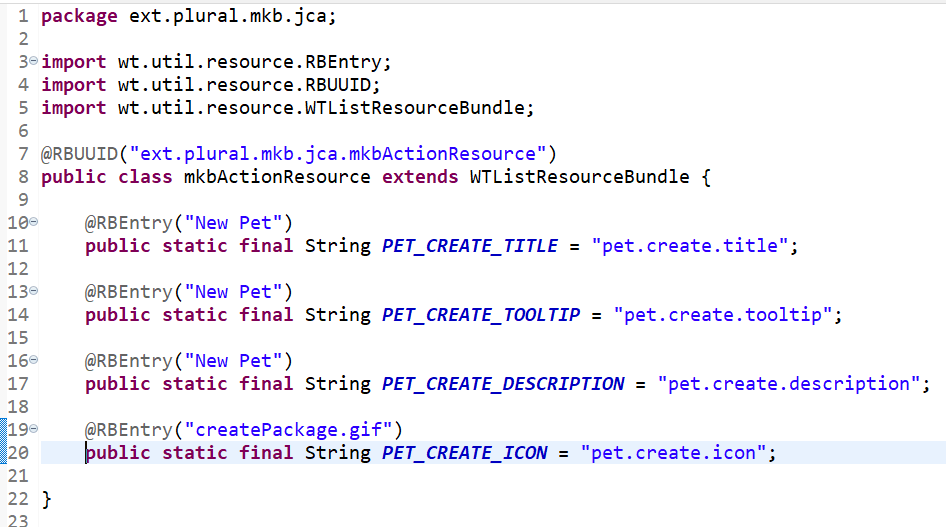 1 package ext.plural.mkb.jca;
2
3 import wt.util.resource.RBEntry;
4 import wt.util.resource.RBUUID;
5 import wt.util.resource.WTListResourceBundle;
6
7 @RBUUID("ext.plural.mkb.jca.mkbActionResource")
8 public class mkbActionResource extends WTListResourceBundle {
9
10     @RBEntry("New Pet")
11     public static final String PET_CREATE_TITLE = "pet.create.title";
12
13     @RBEntry("New Pet")
14     public static final String PET_CREATE_TOOLTIP = "pet.create.tooltip";
15
16     @RBEntry("New Pet")
17     public static final String PET_CREATE_DESCRIPTION = "pet.create.description";
18
19     @RBEntry("createPackage.gif")
20     public static final String PET_CREATE_ICON = "pet.create.icon";
21
22 }
23